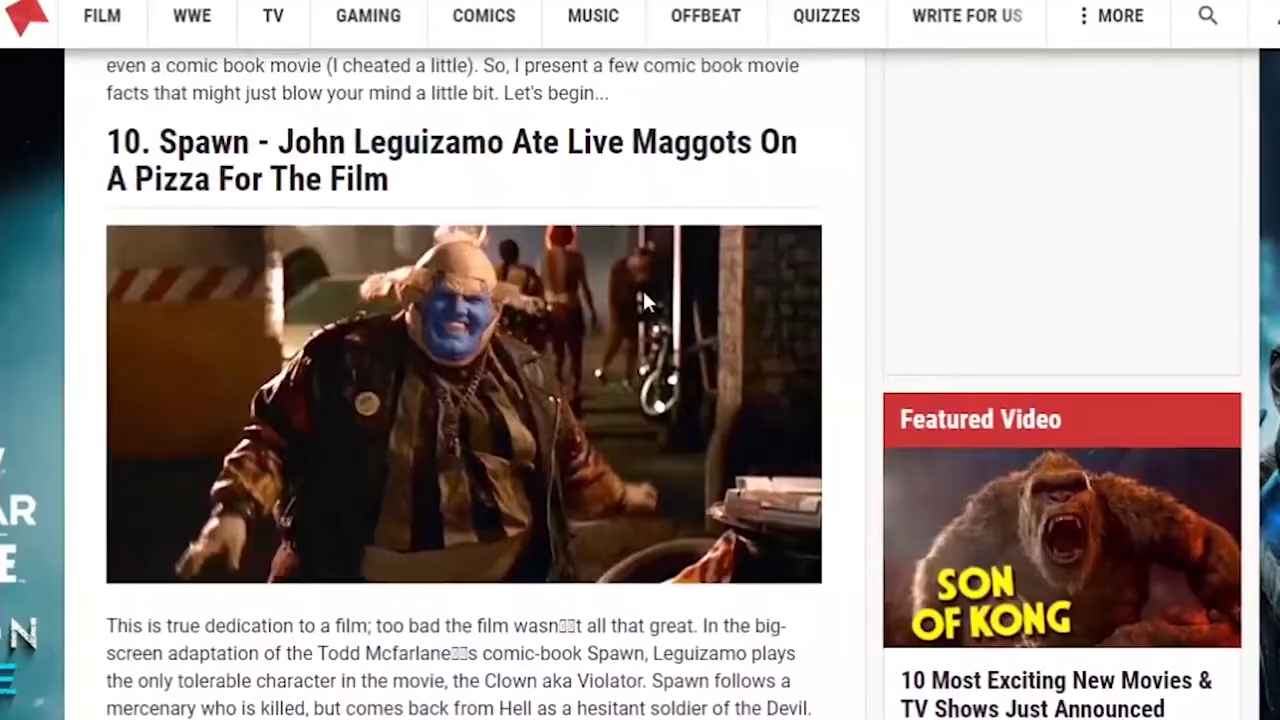 FILM WWE TV GAMING COMICS MUSIC OFFBEAT QUIZZES WRITE FOR US MORE
even a comic book movie (I cheated a little). So, I present a few comic book movie
facts that might just blow your mind a little bit. Let's begin...
10. Spawn - John Leguizamo Ate Live Maggots On
A Pizza For The Film
This is true dedication to a film; too bad the film wasn▯▯t all that great. In the big-
screen adaptation of the Todd Mcfarlane▯▯s comic-book Spawn, Leguizamo plays
the only tolerable character in the movie, the Clown aka Violator. Spawn follows a
mercenary who is killed, but comes back from Hell as a hesitant soldier of the Devil.
Featured Video
SON
OF KONG
10 Most Exciting New Movies &
TV Shows Just Announced